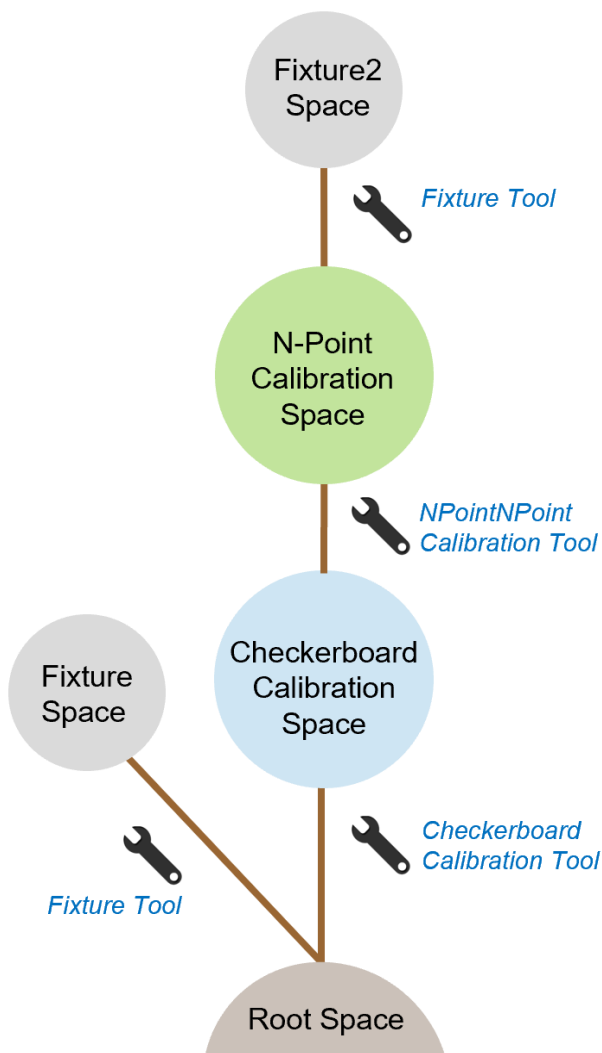 Fixture2
Space
Fixture Tool
N-Point
Calibration
Space
NPointNPoint
Calibration Tool
Checkerboard
Calibration
Space
Fixture
Space
Checkerboard
Calibration Tool
Fixture Tool
Root Space